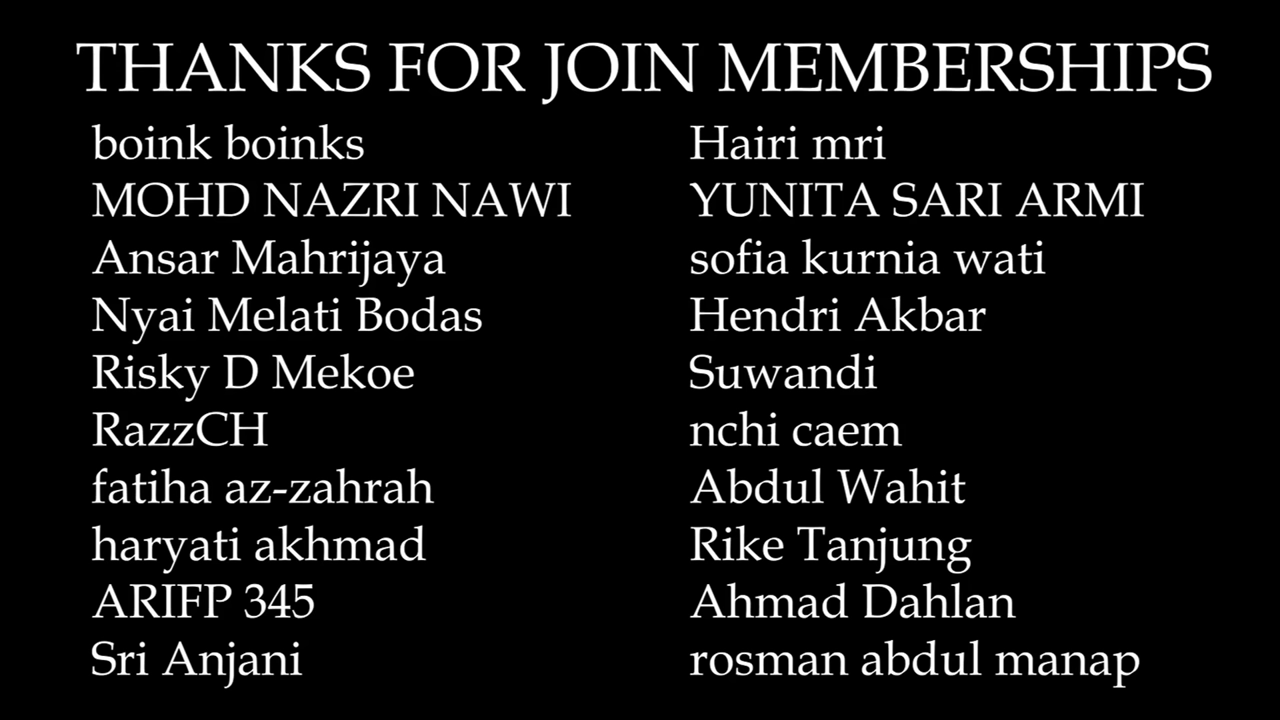 THANKS FOR JOIN MEMBERSHIPS
boink boinks
MOHD NAZRI NAWI
Ansar Mahrijaya
Nyai Melati Bodas
Risky D Mekoe
RazzCH
fatiha az-zahrah
haryati akhmad
ARIFP 345
Sri Anjani
Hairi mri
YUNITA SARI ARMI
sofia kurnia wati
Hendri Akbar
Suwandi
nchi caem
Abdul Wahit
Rike Tanjung
Ahmad Dahlan
rosman abdul manap